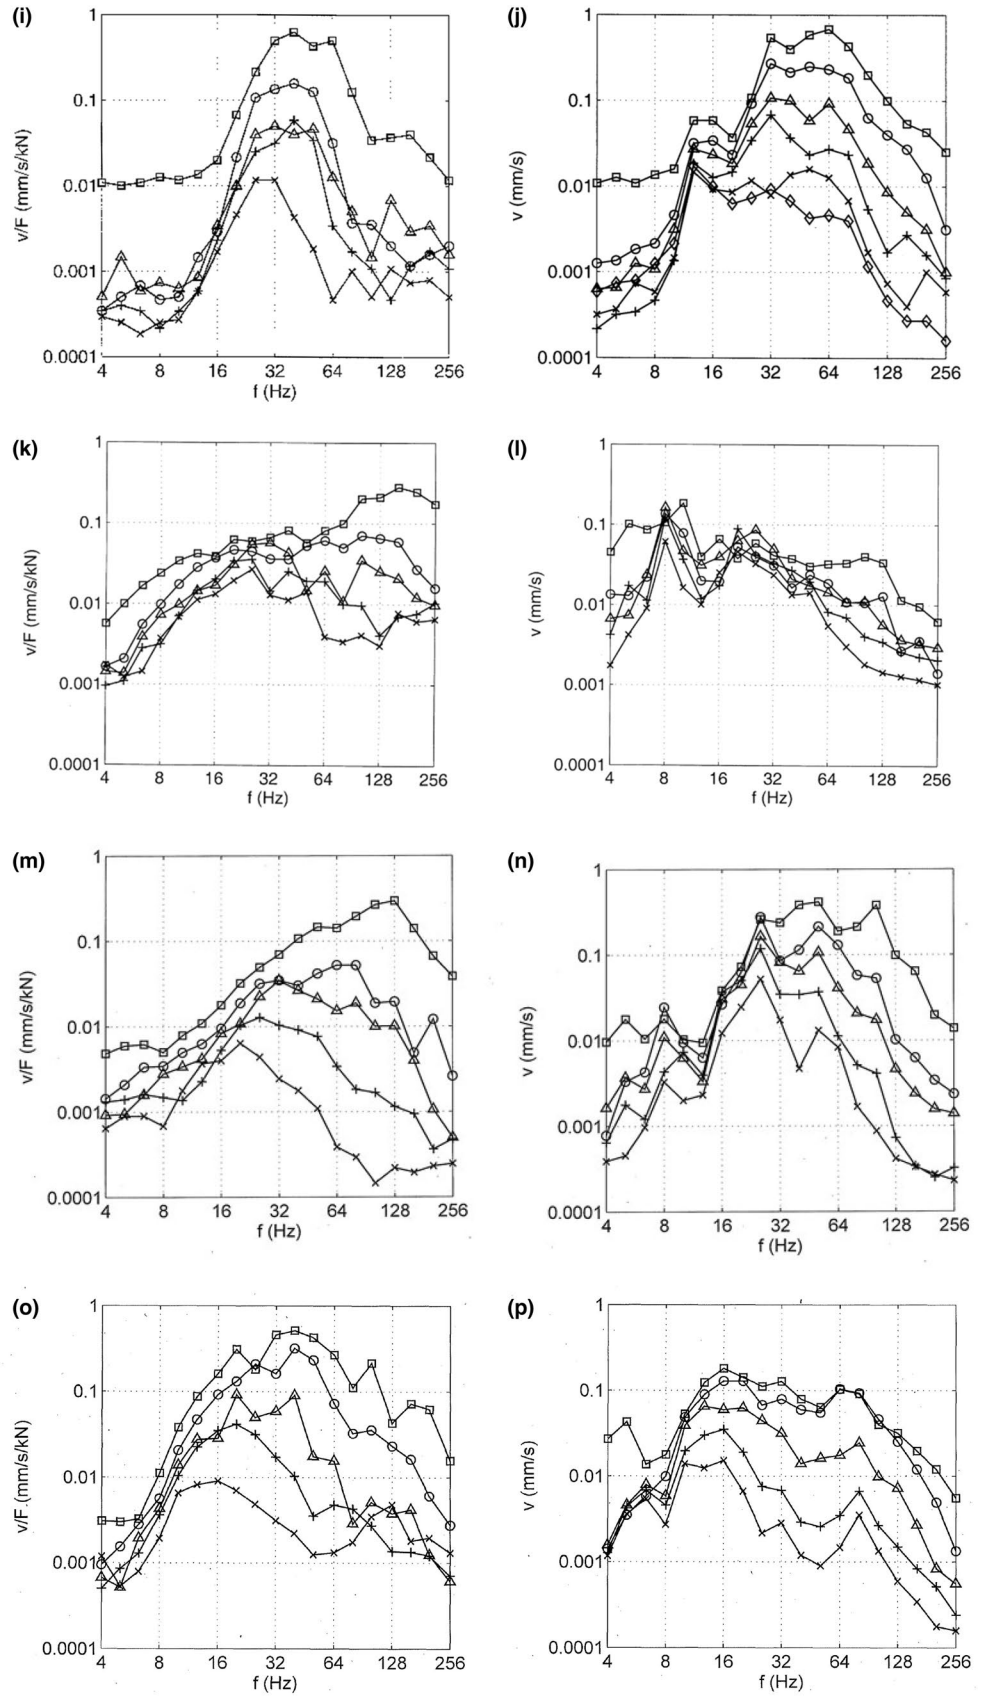 (i)
1
0.1
0.01
0.001
0.0001
v/F (mm/s/kN)
4 8 16 32 64 128 256
f (Hz)
(j)
1
0.1
0.01
0.001
0.0001
v (mm/s)
4 8 16 32 64 128 256
f (Hz)
(k)
1
0.1
0.01
0.001
0.0001
v/F (mm/s/kN)
4 8 16 32 64 128 256
f (Hz)
(l)
1
0.1
0.01
0.001
0.0001
v (mm/s)
4 8 16 32 64 128 256
f (Hz)
(m)
1
0.1
0.01
0.001
0.0001
v/F (mm/s/kN)
4 8 16 32 64 128 256
f (Hz)
(n)
1
0.1
0.01
0.001
0.0001
v (mm/s)
4 8 16 32 64 128 256
f (Hz)
(o)
1
0.1
0.01
0.001
0.0001
v/F.(mm/s/kN)
4 8 16 32 64 128 256
f (Hz)
(p)
1
0.1
0.01
0.001
0.0001
v (mm/s)
4 8 16 32 64 128 256
f (Hz)